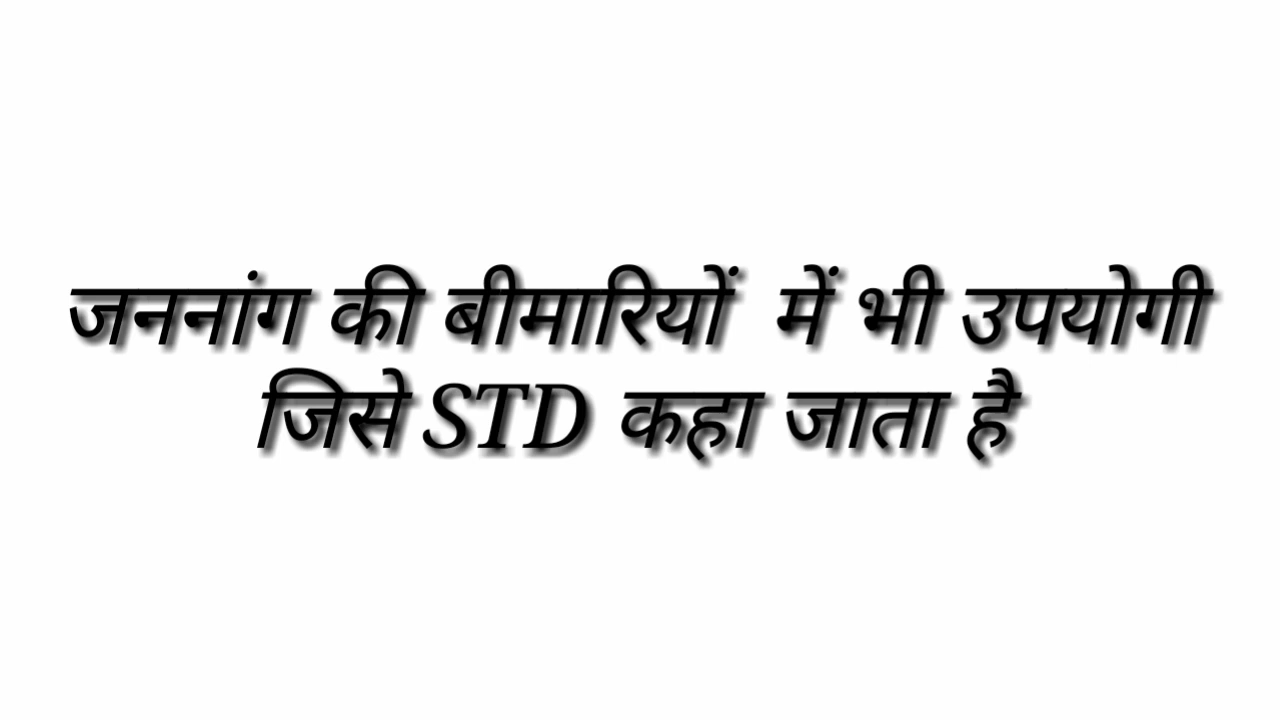 जननांग की बीमारियों में भी उपयोगी
जिसे STD कहा जाता है